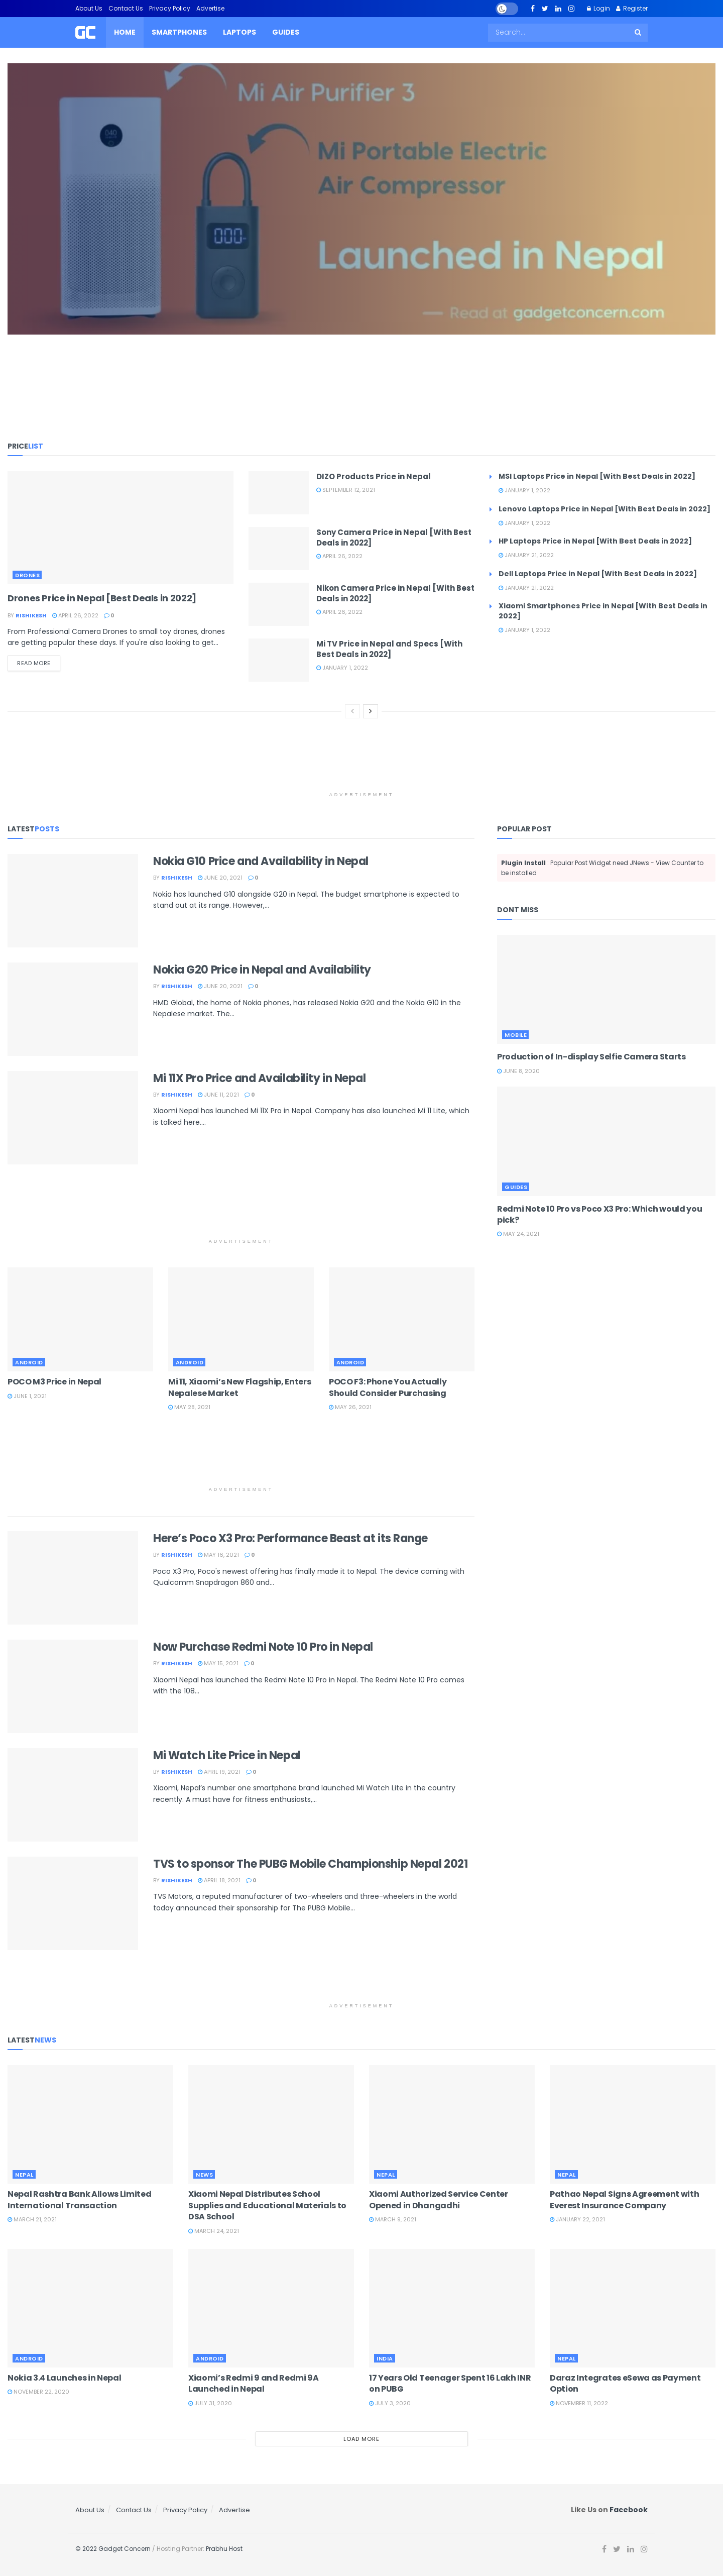 About Us Contact Us Privacy Policy Advertise
Login Register
GC HOME SMARTPHONES LAPTOPS GUIDES Search...
Mi Air Purifier 3
Mi Portable Electric
Air Compressor
Launched in Nepal
— Read at gadgetconcern.com
PRICELIST
DRONES
Drones Price in Nepal [Best Deals in 2022]
BY RISHIKESH APRIL 26, 2022 0
From Professional Camera Drones to small toy drones, drones
are getting popular these days. If you're also looking to get...
READ MORE
DIZO Products Price in Nepal
SEPTEMBER 12, 2021
Sony Camera Price in Nepal [With Best
Deals in 2022]
APRIL 26, 2022
Nikon Camera Price in Nepal [With Best
Deals in 2022]
APRIL 26, 2022
Mi TV Price in Nepal and Specs [With
Best Deals in 2022]
JANUARY 1, 2022
MSI Laptops Price in Nepal [With Best Deals in 2022]
JANUARY 1, 2022
Lenovo Laptops Price in Nepal [With Best Deals in 2022]
JANUARY 1, 2022
HP Laptops Price in Nepal [With Best Deals in 2022]
JANUARY 21, 2022
Dell Laptops Price in Nepal [With Best Deals in 2022]
JANUARY 21, 2022
Xiaomi Smartphones Price in Nepal [With Best Deals in
2022]
JANUARY 1, 2022
ADVERTISEMENT
LATESTPOSTS
Nokia G10 Price and Availability in Nepal
BY RISHIKESH JUNE 20, 2021 0
Nokia has launched G10 alongside G20 in Nepal. The budget smartphone is expected to
stand out at its range. However,...
Nokia G20 Price in Nepal and Availability
BY RISHIKESH JUNE 20, 2021 0
HMD Global, the home of Nokia phones, has released Nokia G20 and the Nokia G10 in the
Nepalese market. The...
Mi 11X Pro Price and Availability in Nepal
BY RISHIKESH JUNE 11, 2021 0
Xiaomi Nepal has launched Mi 11X Pro in Nepal. Company has also launched Mi 11 Lite, which
is talked here....
ADVERTISEMENT
ANDROID
POCO M3 Price in Nepal
JUNE 1, 2021
ANDROID
Mi 11, Xiaomi's New Flagship, Enters
Nepalese Market
MAY 28, 2021
ANDROID
POCO F3: Phone You Actually
Should Consider Purchasing
MAY 26, 2021
ADVERTISEMENT
Here's Poco X3 Pro: Performance Beast at its Range
BY RISHIKESH MAY 16, 2021 0
Poco X3 Pro, Poco's newest offering has finally made it to Nepal. The device coming with
Qualcomm Snapdragon 860 and...
Now Purchase Redmi Note 10 Pro in Nepal
BY RISHIKESH MAY 15, 2021 0
Xiaomi Nepal has launched the Redmi Note 10 Pro in Nepal. The Redmi Note 10 Pro comes
with the 108...
Mi Watch Lite Price in Nepal
BY RISHIKESH APRIL 19, 2021 0
Xiaomi, Nepal's number one smartphone brand launched Mi Watch Lite in the country
recently. A must have for fitness enthusiasts,...
TVS to sponsor The PUBG Mobile Championship Nepal 2021
BY RISHIKESH APRIL 18, 2021 0
TVS Motors, a reputed manufacturer of two-wheelers and three-wheelers in the world
today announced their sponsorship for The PUBG Mobile...
POPULAR POST
Plugin Install : Popular Post Widget need JNews - View Counter to
be installed
DONT MISS
MOBILE
Production of In-display Selfie Camera Starts
JUNE 8, 2020
GUIDES
Redmi Note 10 Pro vs Poco X3 Pro: Which would you
pick?
MAY 24, 2021
ADVERTISEMENT
LATESTNEWS
NEPAL
Nepal Rashtra Bank Allows Limited
International Transaction
MARCH 21, 2021
NEWS
Xiaomi Nepal Distributes School
Supplies and Educational Materials to
DSA School
MARCH 24, 2021
NEPAL
Xiaomi Authorized Service Center
Opened in Dhangadhi
MARCH 9, 2021
NEPAL
Pathao Nepal Signs Agreement with
Everest Insurance Company
JANUARY 22, 2021
ANDROID
Nokia 3.4 Launches in Nepal
NOVEMBER 22, 2020
ANDROID
Xiaomi's Redmi 9 and Redmi 9A
Launched in Nepal
JULY 31, 2020
INDIA
17 Years Old Teenager Spent 16 Lakh INR
on PUBG
JULY 3, 2020
NEPAL
Daraz Integrates eSewa as Payment
Option
NOVEMBER 11, 2022
LOAD MORE
About Us / Contact Us / Privacy Policy / Advertise
Like Us on Facebook
© 2022 Gadget Concern / Hosting Partner: Prabhu Host